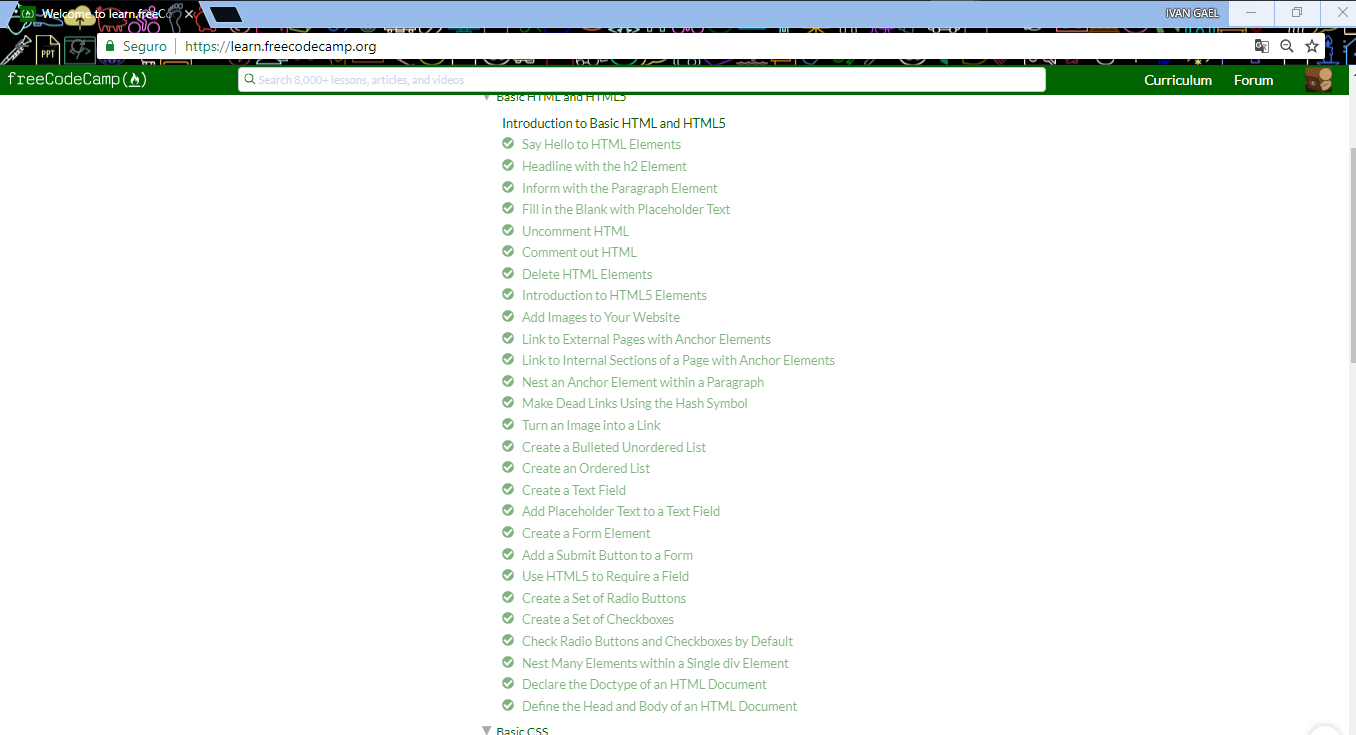 Welcome to learn.freeCo
IVAN GAEL
PPT
Seguro
https://learn.freecodecamp.org
freeCodeCamp
Search 8,000+ lessons, articles, and videos
Curriculum
Forum
Basic HTML and HTML5
Introduction to Basic HTML and HTML5
Say Hello to HTML Elements
Headline with the h2 Element
Inform with the Paragraph Element
Fill in the Blank with Placeholder Text
Uncomment HTML
Comment out HTML
Delete HTML Elements
Introduction to HTML5 Elements
Add Images to Your Website
Link to External Pages with Anchor Elements
Link to Internal Sections of a Page with Anchor Elements
Nest an Anchor Element within a Paragraph
Make Dead Links Using the Hash Symbol
Turn an Image into a Link
Create a Bulleted Unordered List
Create an Ordered List
Create a Text Field
Add Placeholder Text to a Text Field
Create a Form Element
Add a Submit Button to a Form
Use HTML5 to Require a Field
Create a Set of Radio Buttons
Create a Set of Checkboxes
Check Radio Buttons and Checkboxes by Default
Nest Many Elements within a Single div Element
Declare the Doctype of an HTML Document
Define the Head and Body of an HTML Document
Basic CSS